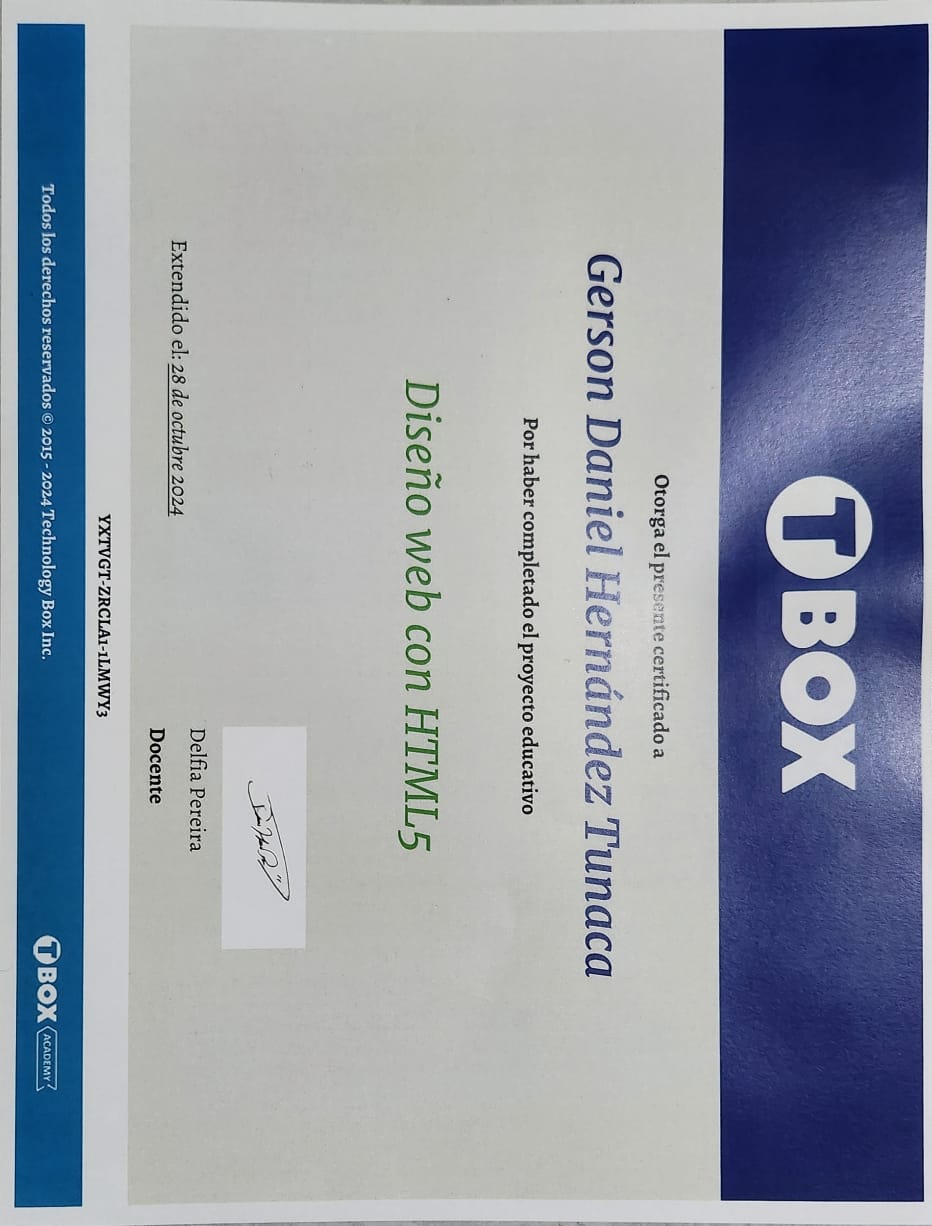 TBOX
Otorga el presente certificado a
Gerson Daniel Hernández Tunaca
Por haber completado el proyecto educativo
Diseño web con HTML5
Delfia Pereira
Extendido el: 28 de octubre 2024
Docente
YXTVGT-ZRCLA1-1LMWY3
Todos los derechos reservados © 2015 - 2024 Technology Box Inc.
TBOX ACADEMY